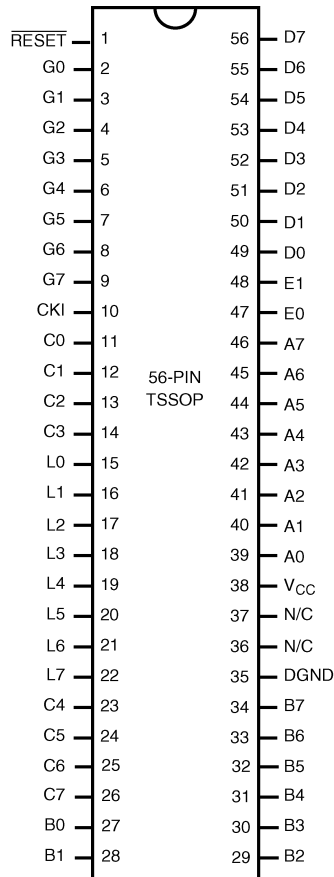 RESET 1 56 D7
G0 2 55 D6
G1 3 54 D5
G2 4 53 D4
G3 5 52 D3
G4 6 51 D2
G5 7 50 D1
G6 8 49 D0
G7 9 48 E1
CKI 10 47 E0
C0 11 46 A7
C1 12 45 A6
56-PIN
C2 13 44 A5
TSSOP
C3 14 43 A4
L0 15 42 A3
L1 16 41 A2
L2 17 40 A1
L3 18 39 A0
L4 19 38 VCC
L5 20 37 N/C
L6 21 36 N/C
L7 22 35 DGND
C4 23 34 B7
C5 24 33 B6
C6 25 32 B5
C7 26 31 B4
B0 27 30 B3
B1 28 29 B2